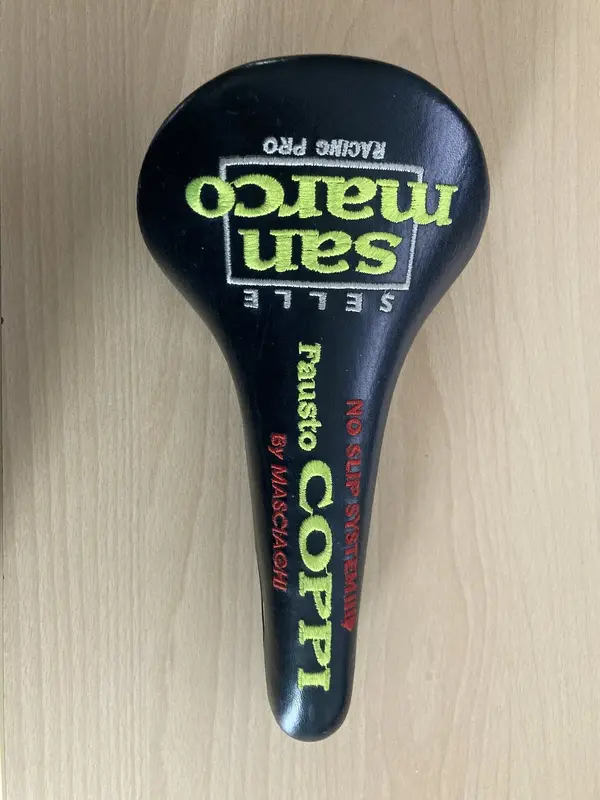 SELLE
san
marco
RACING PRO
NO SLIP SYSTEM!!!
Fausto COPPI
By MASCIAGHI